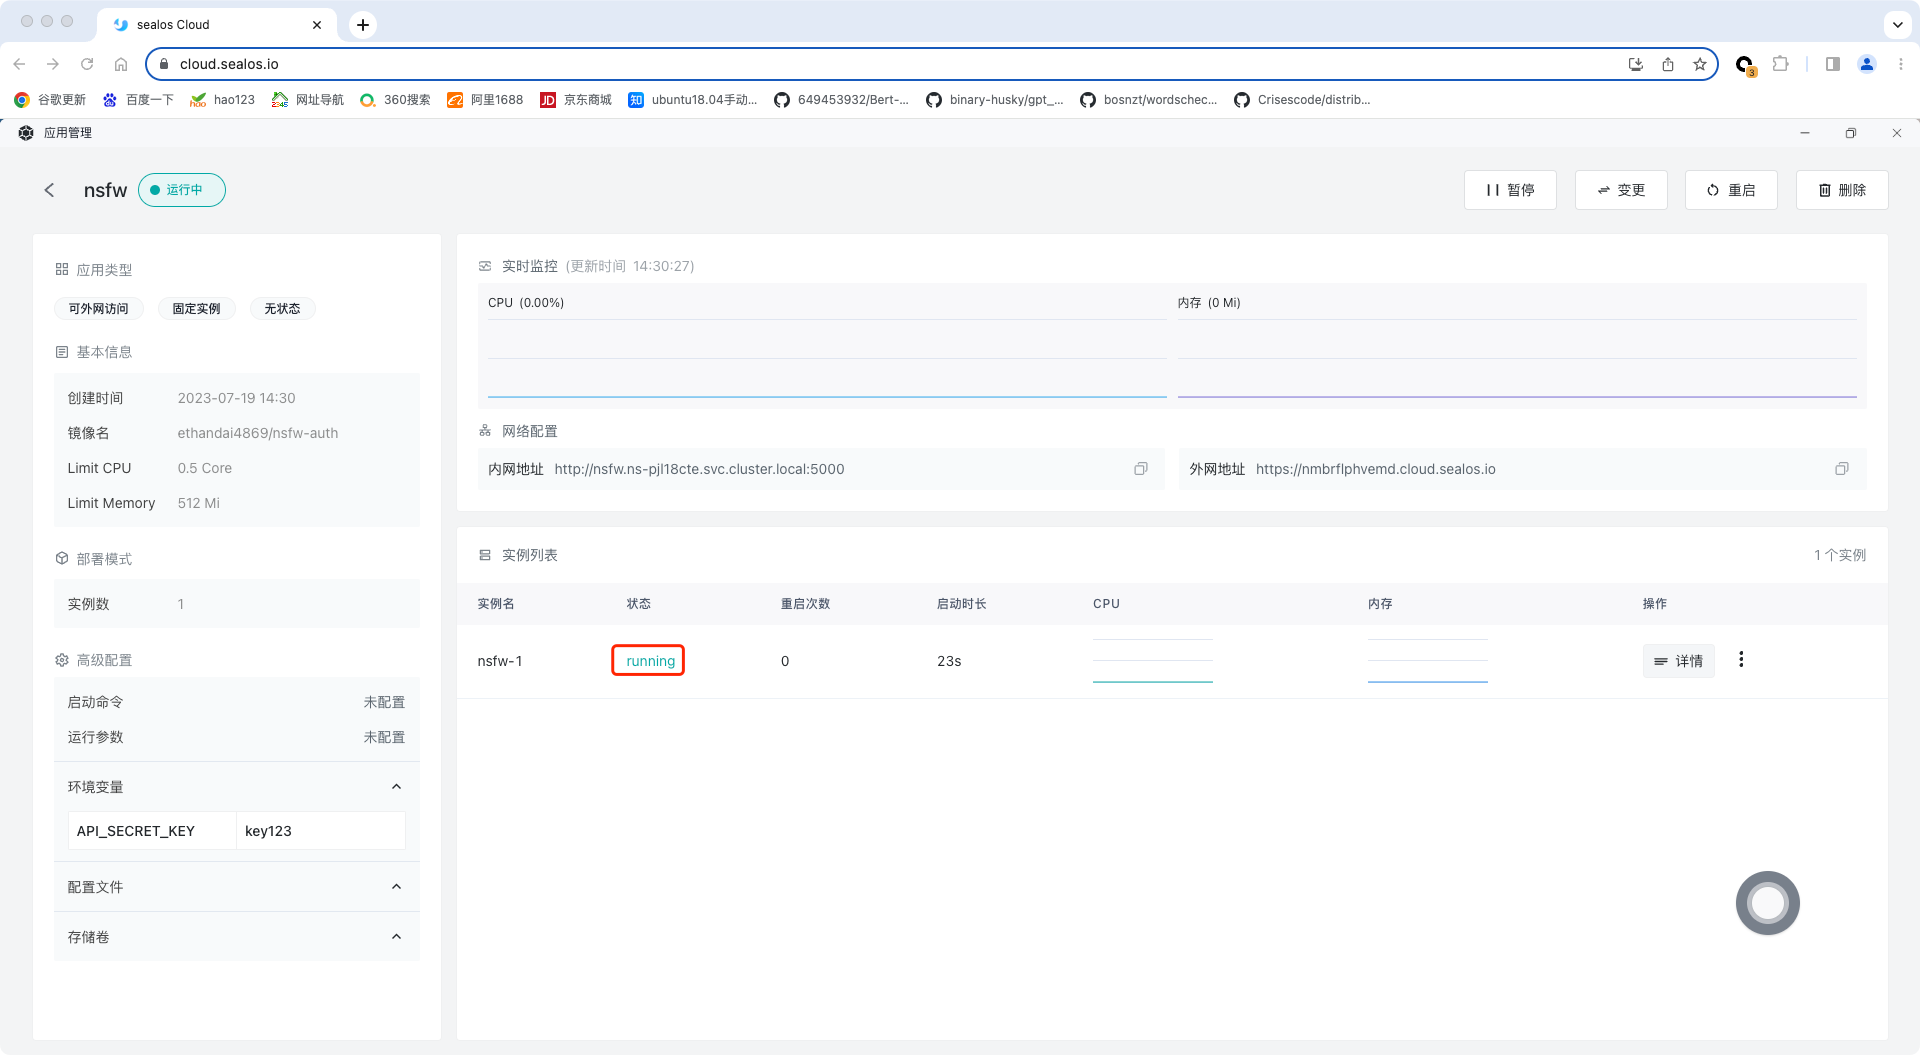 sealos Cloud
cloud.sealos.io
3
谷歌更新 百度一下 hao123 网址导航 360搜索 阿里1688 京东商城 ubuntu18.04手动... 649453932/Bert-... binary-husky/gpt_... bosnzt/wordschec... Crisescode/distrib...
应用管理
nsfw 运行中 暂停 变更 重启 删除
应用类型
可外网访问 固定实例 无状态
基本信息
创建时间 2023-07-19 14:30
镜像名 ethandai4869/nsfw-auth
Limit CPU 0.5 Core
Limit Memory 512 Mi
部署模式
实例数 1
高级配置
启动命令 未配置
运行参数 未配置
环境变量
API_SECRET_KEY key123
配置文件
存储卷
实时监控 (更新时间 14:30:27)
CPU (0.00%) 内存 (0 Mi)
网络配置
内网地址 http://nsfw.ns-pjl18cte.svc.cluster.local:5000 外网地址 https://nmbrflphvemd.cloud.sealos.io
实例列表 1 个实例
实例名 状态 重启次数 启动时长 CPU 内存 操作
nsfw-1 running 0 23s 详情